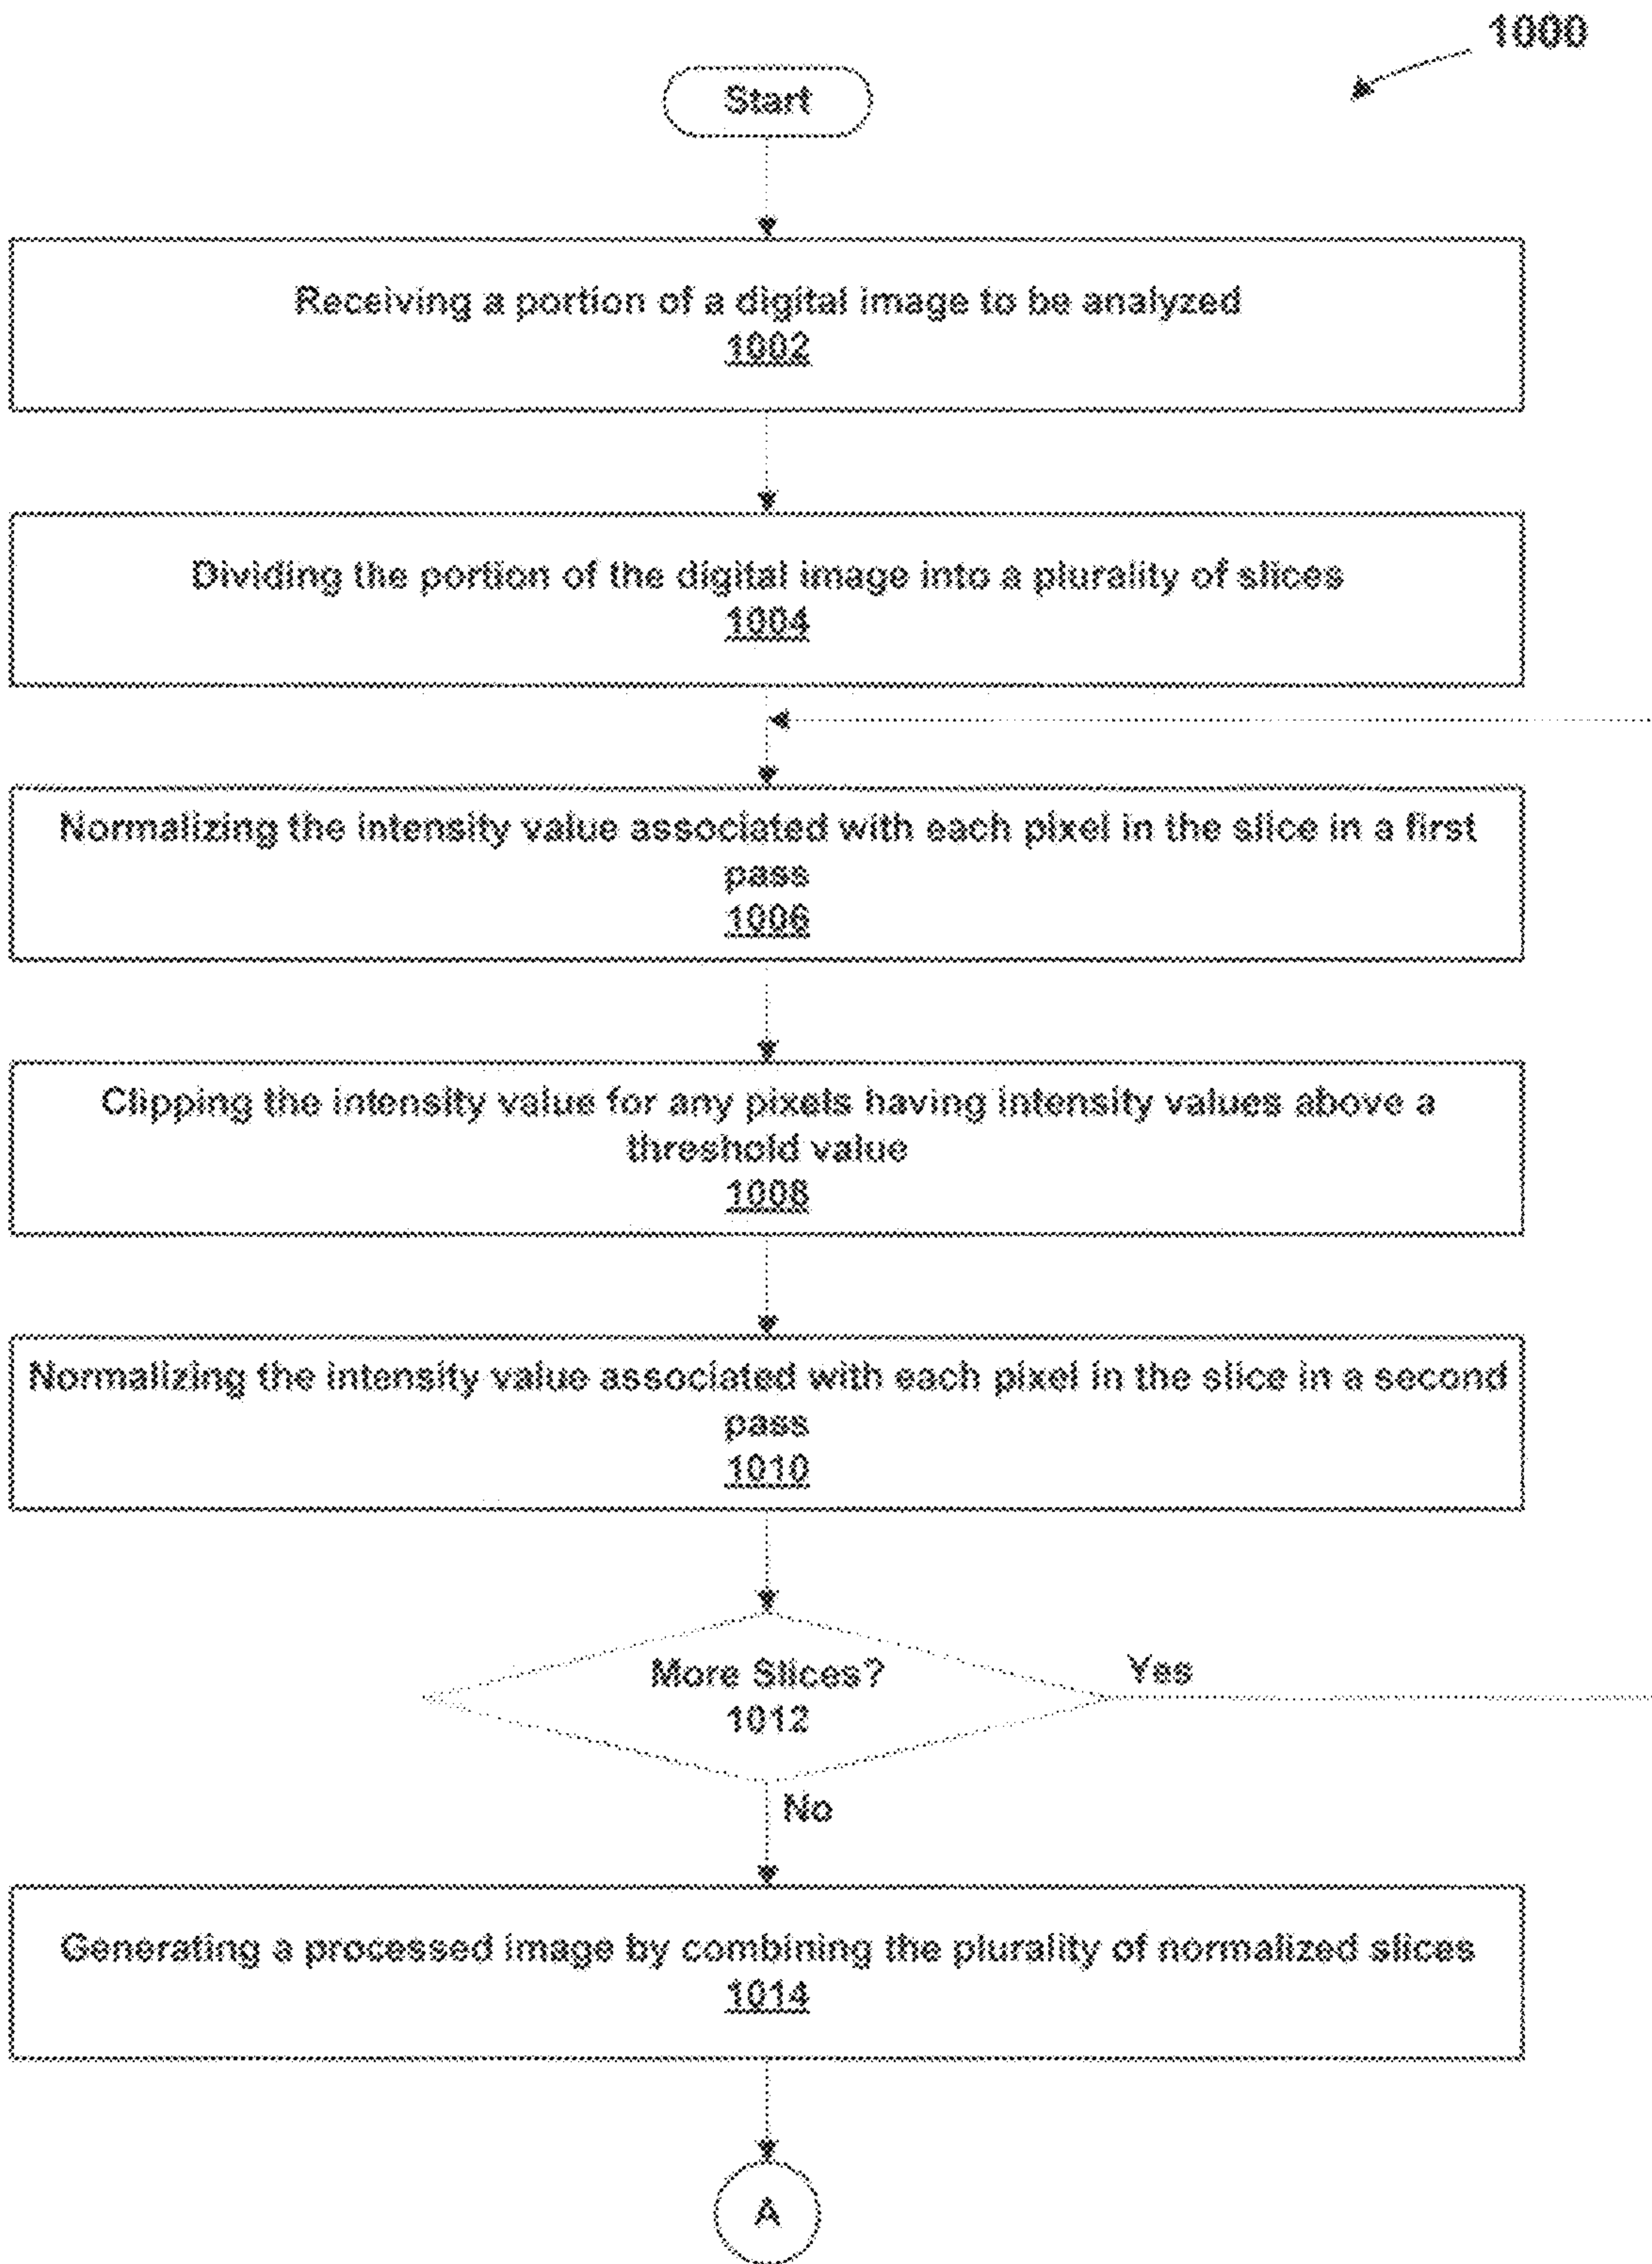 1000
Start
Receiving a portion of a digital image to be analyzed
1002
Dividing the portion of the digital image into a plurality of slices
1004
Normalizing the intensity value associated with each pixel in the slice in a first
pass
1006
Clipping the intensity value for any pixels having intensity values above a
threshold value
1008
Normalizing the intensity value associated with each pixel in the slice in a second
pass
1010
More Slices?
1012
Yes
No
Generating a processed image by combining the plurality of normalized slices
1014
A